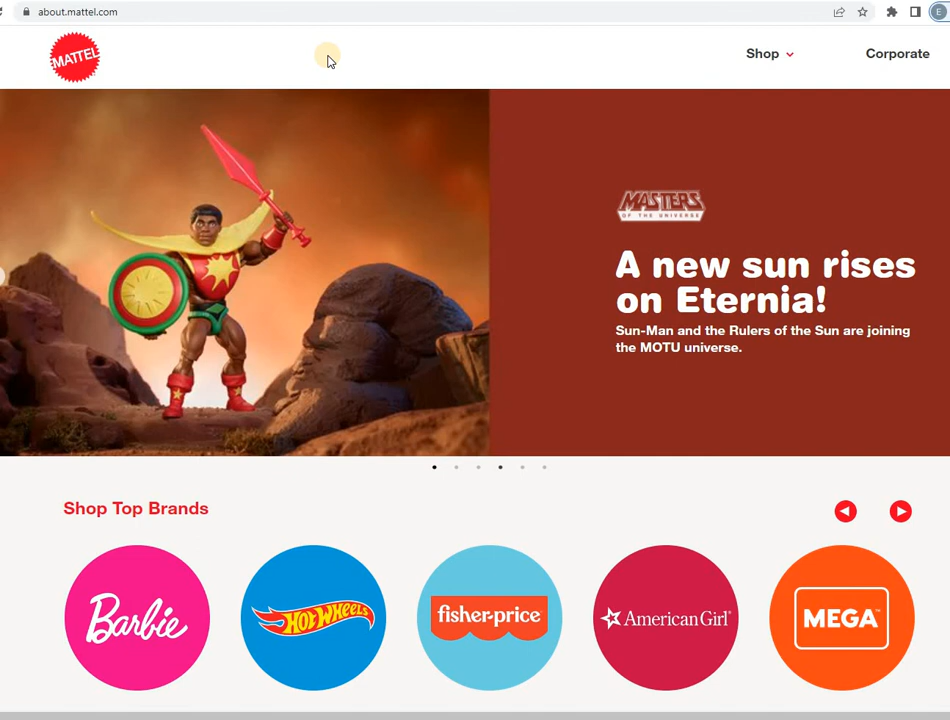 about.mattel.com
E
MATTEL
Shop
Corporate
MASTERS
OF THE UNIVERSE
A new sun rises
on Eternia!
Sun-Man and the Rulers of the Sun are joining
the MOTU universe.
Shop Top Brands
Barbie
HOT WHEELS
fisher-price
American Girl®
MEGA™